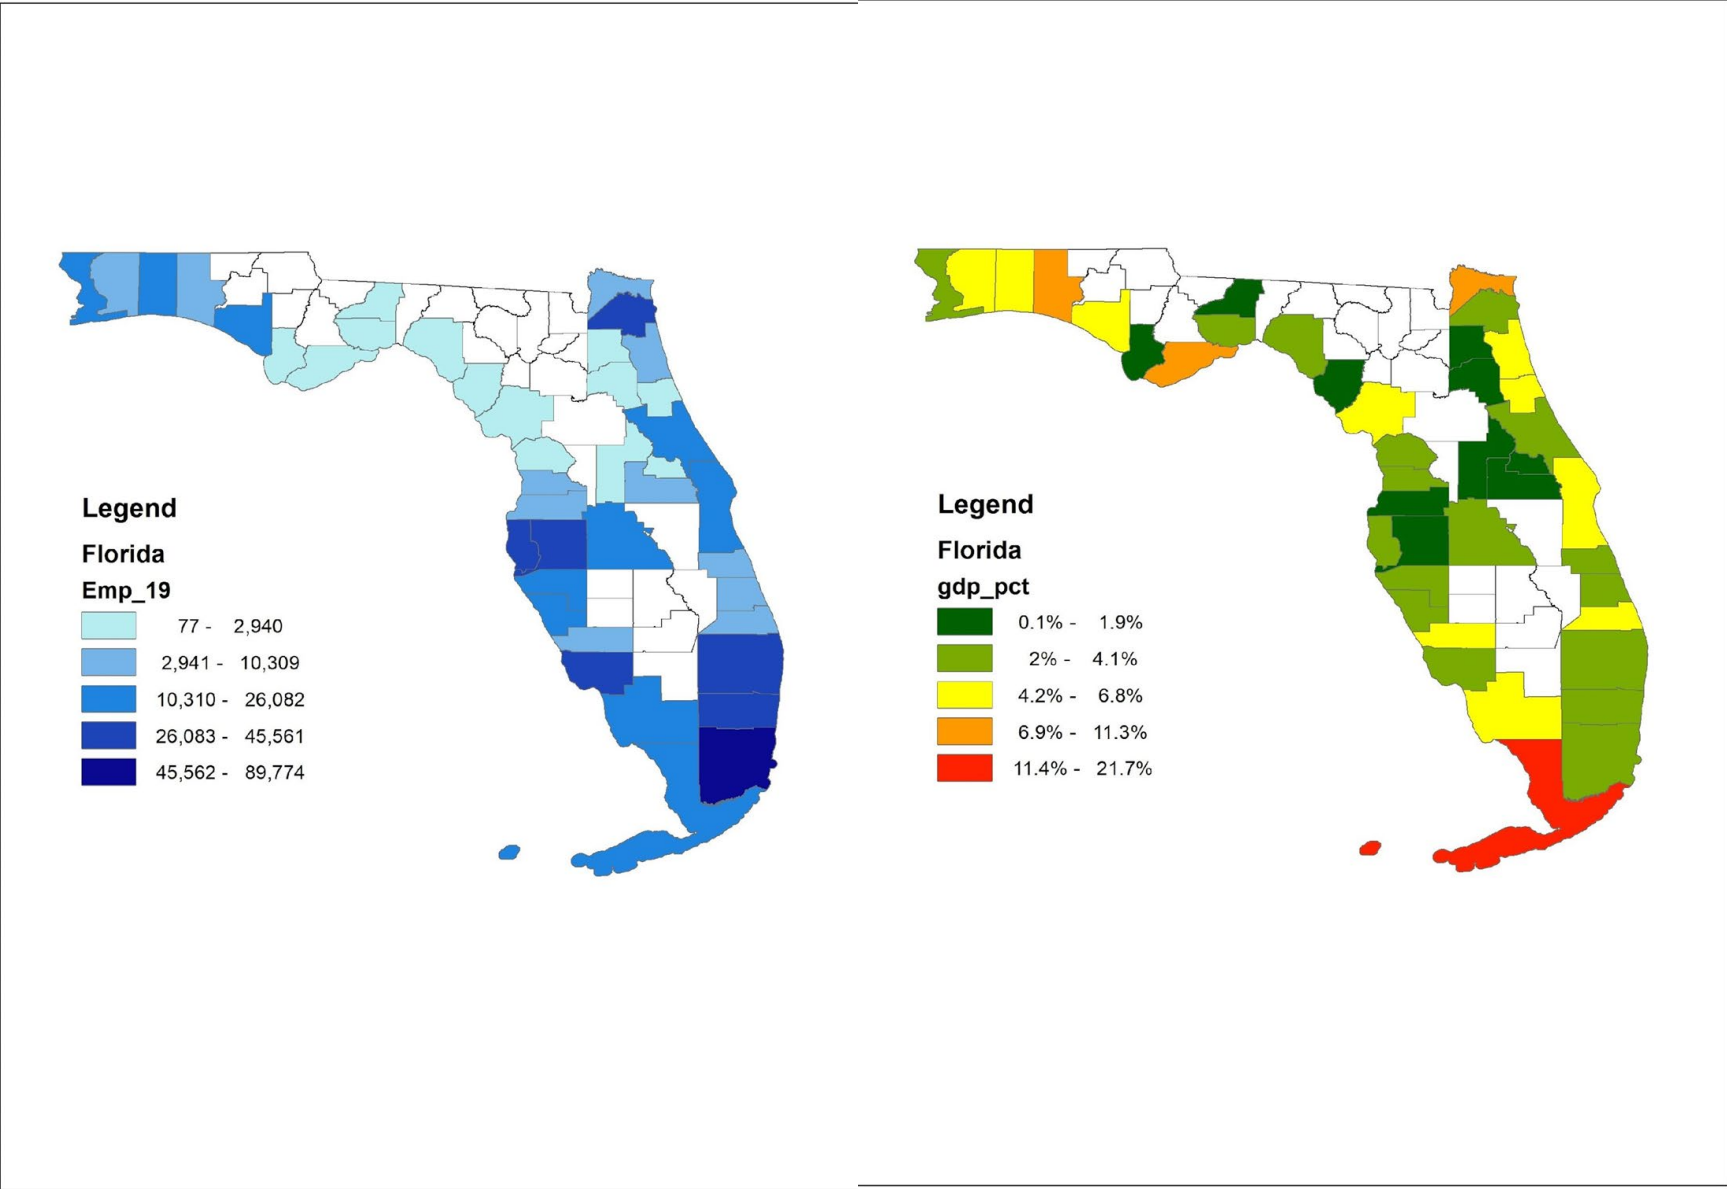 Legend
Florida
Emp_19
77 - 2,940
2,941 - 10,309
10,310 - 26,082
26,083 - 45,561
45,562 - 89,774
Legend
Florida
gdp_pct
0.1% - 1.9%
2% - 4.1%
4.2% - 6.8%
6.9% - 11.3%
11.4% - 21.7%